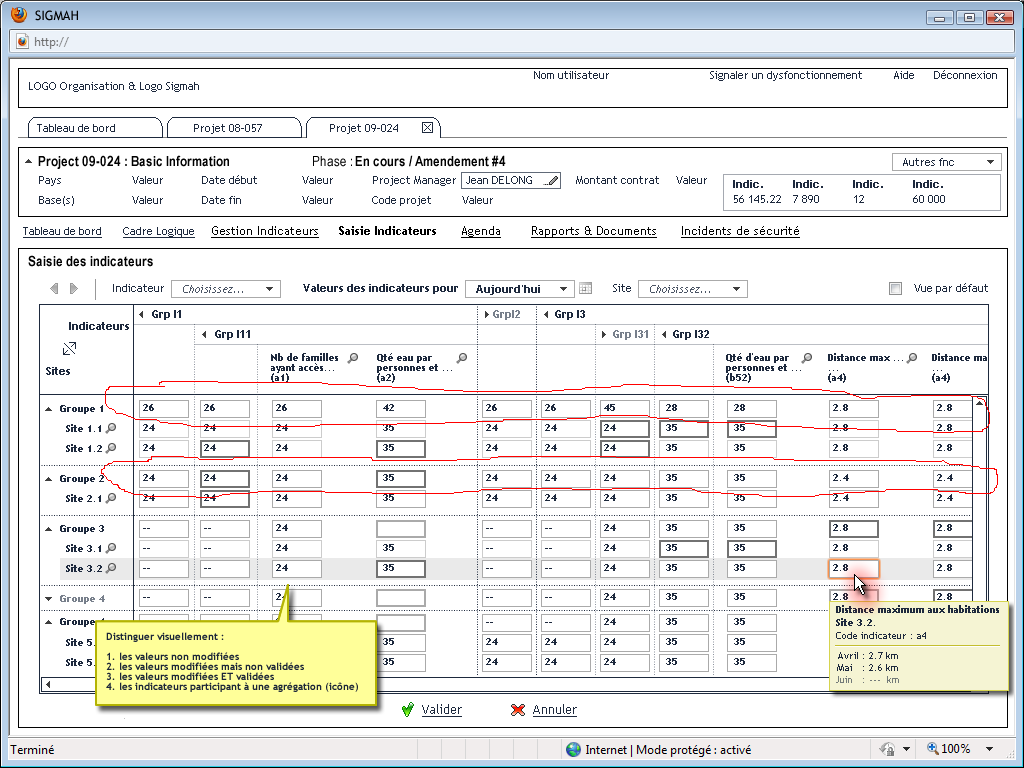 SIGMAH
http://
LOGO Organisation & Logo Sigmah
Nom utilisateur Signaler un dysfonctionnement Aide Déconnexion
Tableau de bord Projet 08-057 Projet 09-024
Project 09-024 : Basic Information Phase : En cours / Amendement #4 Autres fnc
Pays Valeur Date début Valeur Project Manager Jean DELONG ... Montant contrat Valeur
Base(s) Valeur Date fin Valeur Code projet Valeur
Indic. Indic. Indic. Indic.
56 145.22 7 890 12 60 000
Tableau de bord Cadre Logique Gestion Indicateurs Saisie Indicateurs Agenda Rapports & Documents Incidents de sécurité
Saisie des indicateurs
Indicateur Choisissez... Valeurs des indicateurs pour Aujourd'hui Site Choisissez... Vue par défaut
Indicateurs
Sites
Grp I1 GrpI2 Grp I3
Grp I11 Grp I31 Grp I32
Nb de familles ayant accès... (a1)
Qté eau par personnes et ... (a2)
Qté d'eau par personnes et ... (b52)
Distance max ... ... (a4)
Distance ma ... (a4)
Groupe 1 26 26 26 42 26 26 45 28 28 2.8 2.8
Site 1.1 24 24 24 35 24 24 24 35 35 2.8 2.8
Site 1.2 24 24 24 35 24 24 24 35 35 2.8 2.8
Groupe 2 24 24 24 35 24 24 24 35 35 2.4 2.4
Site 2.1 24 24 24 35 24 24 24 35 35 2.4 2.4
Groupe 3 -- -- 24 -- -- 24 35 35 2.8 2.8
Site 3.1 -- -- 24 35 -- -- 24 35 35 2.8 2.8
Site 3.2 -- -- 24 35 -- -- 24 35 35 2.8 2.8
Groupe 4 -- -- -- -- 24 35 35 2.8 2.8
Groupe -- -- 24 35 35
Site 5. 35 24 24 24 35 35
Site 5. 35 24 24 24 35 35
Distinguer visuellement :
1. les valeurs non modifiées
2. les valeurs modifiées mais non validées
3. les valeurs modifiées ET validées
4. les indicateurs participant à une agrégation (icône)
Distance maximum aux habitations
Site 3.2.
Code indicateur : a4
Avril : 2.7 km
Mai : 2.6 km
Juin : --- km
Valider Annuler
Terminé Internet | Mode protégé : activé 100%